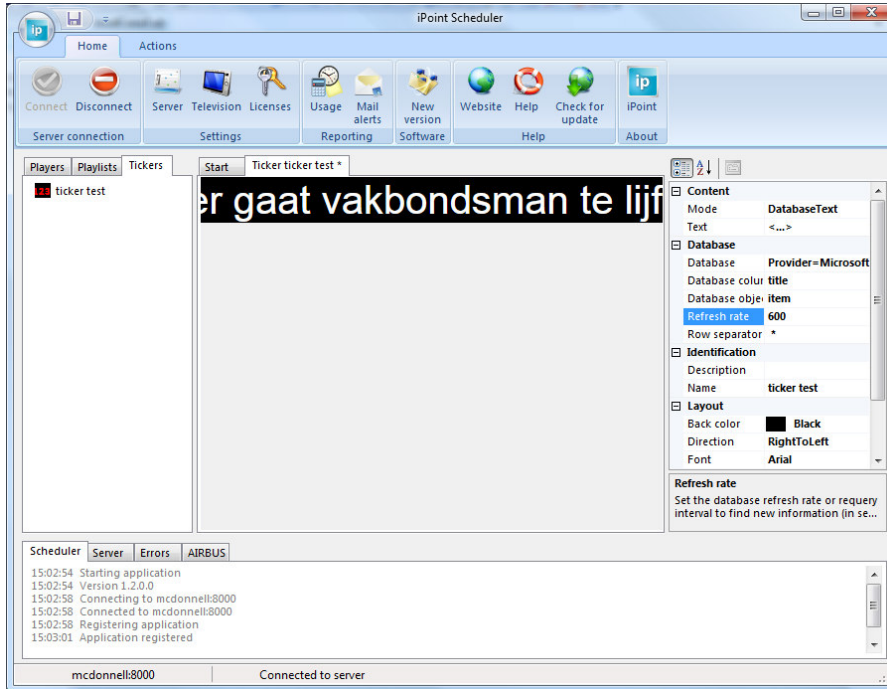 iPoint Scheduler
ip
Home Actions
Connect Disconnect Server Television Licenses Usage Mail alerts New version Website Help Check for update iPoint
ip
Server connection Settings Reporting Software Help About
Players Playlists Tickers
ticker test
123
Start Ticker ticker test *
er gaat vakbondsman te lijf
Content
Mode DatabaseText
Text <...>
Database
Database Provider=Microsoft
Database colur title
Database obje item
Refresh rate 600
Row separator *
Identification
Description
Name ticker test
Layout
Back color Black
Direction RightToLeft
Font Arial
Refresh rate
Set the database refresh rate or requery
interval to find new information (in se...
Scheduler Server Errors AIRBUS
15:02:54 Starting application
15:02:54 Version 1.2.0.0
15:02:58 Connecting to mcdonnell:8000
15:02:58 Connected to mcdonnell:8000
15:02:58 Registering application
15:03:01 Application registered
mcdonnell:8000 Connected to server